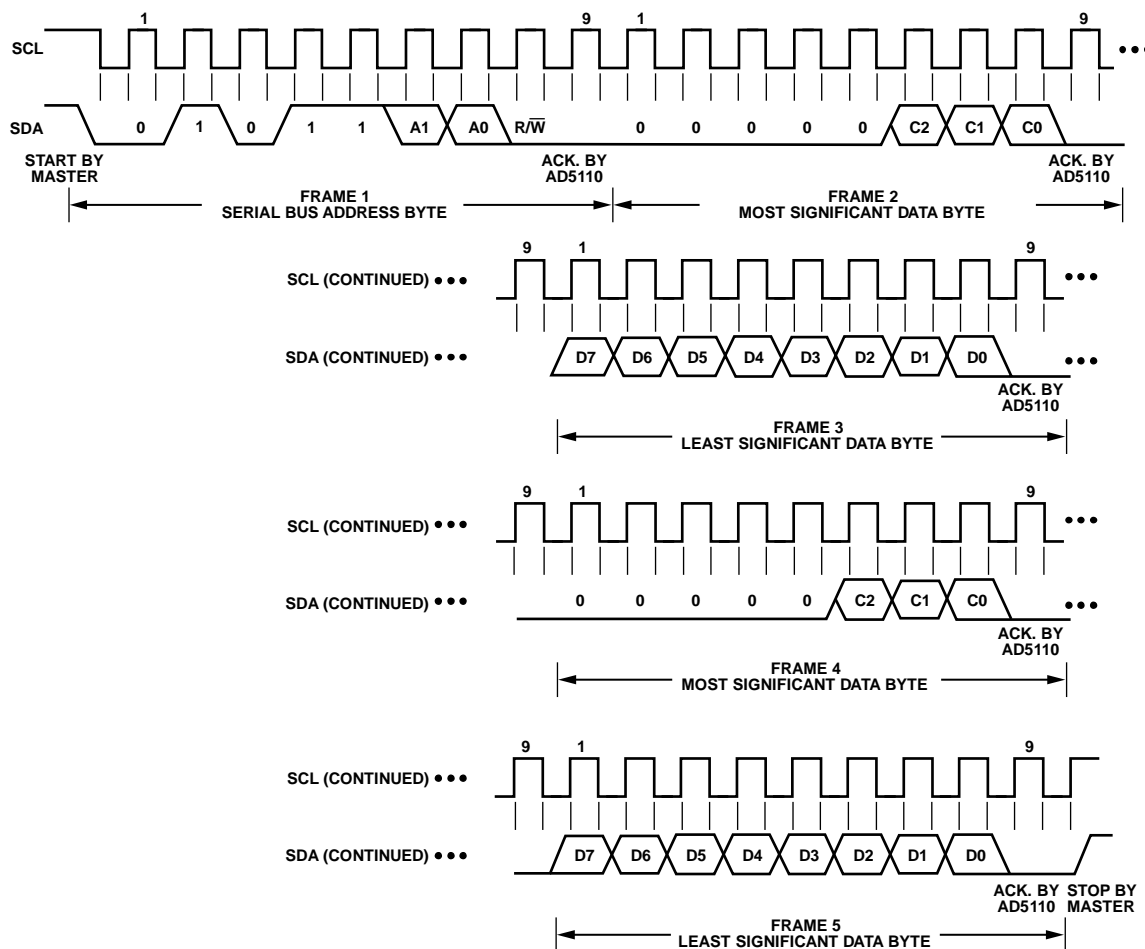 1 9 1 9
SCL
SDA 0 1 0 1 1 A1 A0 R/W̅ 0 0 0 0 0 C2 C1 C0
START BY
MASTER
ACK. BY
AD5110
ACK. BY
AD5110
FRAME 1
SERIAL BUS ADDRESS BYTE
FRAME 2
MOST SIGNIFICANT DATA BYTE
9 1 9
SCL (CONTINUED)
SDA (CONTINUED) D7 D6 D5 D4 D3 D2 D1 D0
ACK. BY
AD5110
FRAME 3
LEAST SIGNIFICANT DATA BYTE
9 1 9
SCL (CONTINUED)
SDA (CONTINUED) 0 0 0 0 0 C2 C1 C0
ACK. BY
AD5110
FRAME 4
MOST SIGNIFICANT DATA BYTE
9 1 9
SCL (CONTINUED)
SDA (CONTINUED) D7 D6 D5 D4 D3 D2 D1 D0
ACK. BY
AD5110
STOP BY
MASTER
FRAME 5
LEAST SIGNIFICANT DATA BYTE